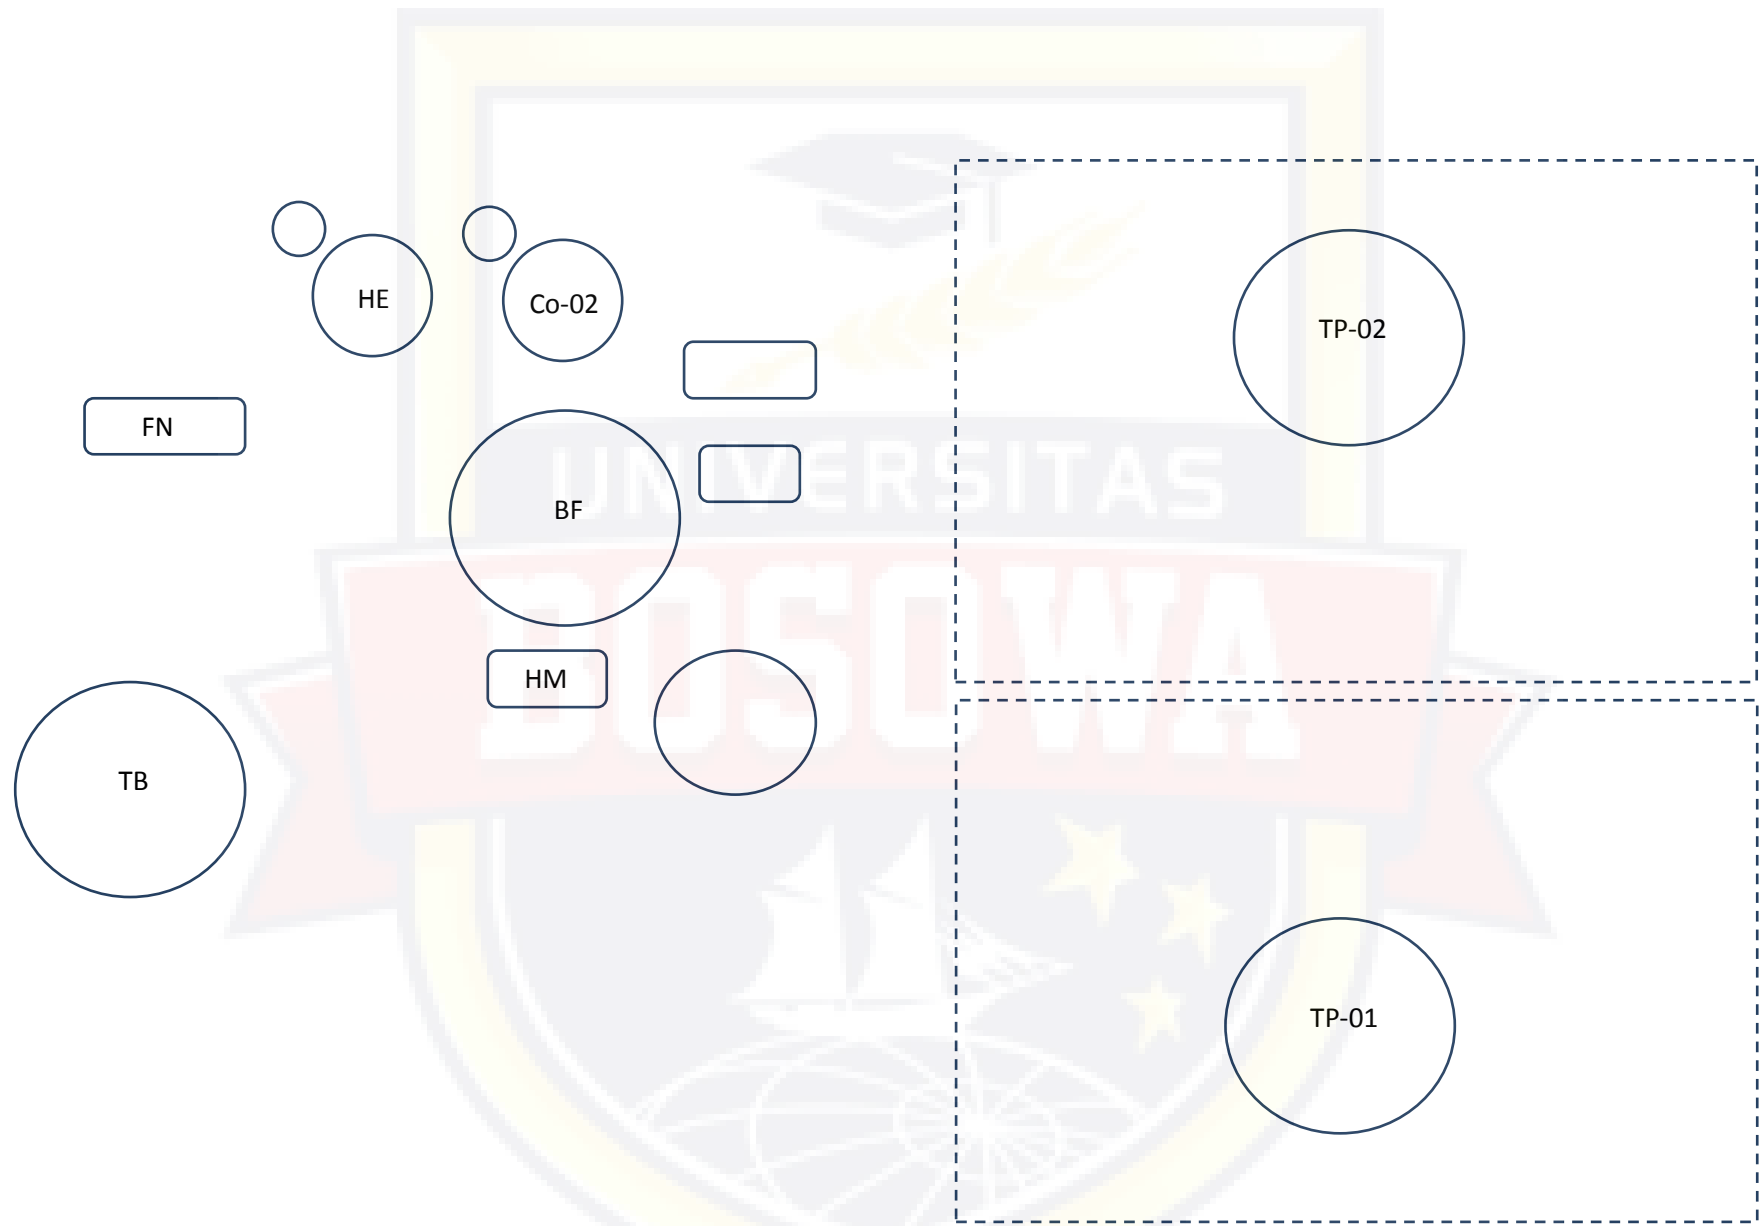 HE
Co-02
TP-02
FN
UNIVERSITAS
BF
BOSOWA
HM
TB
TP-01